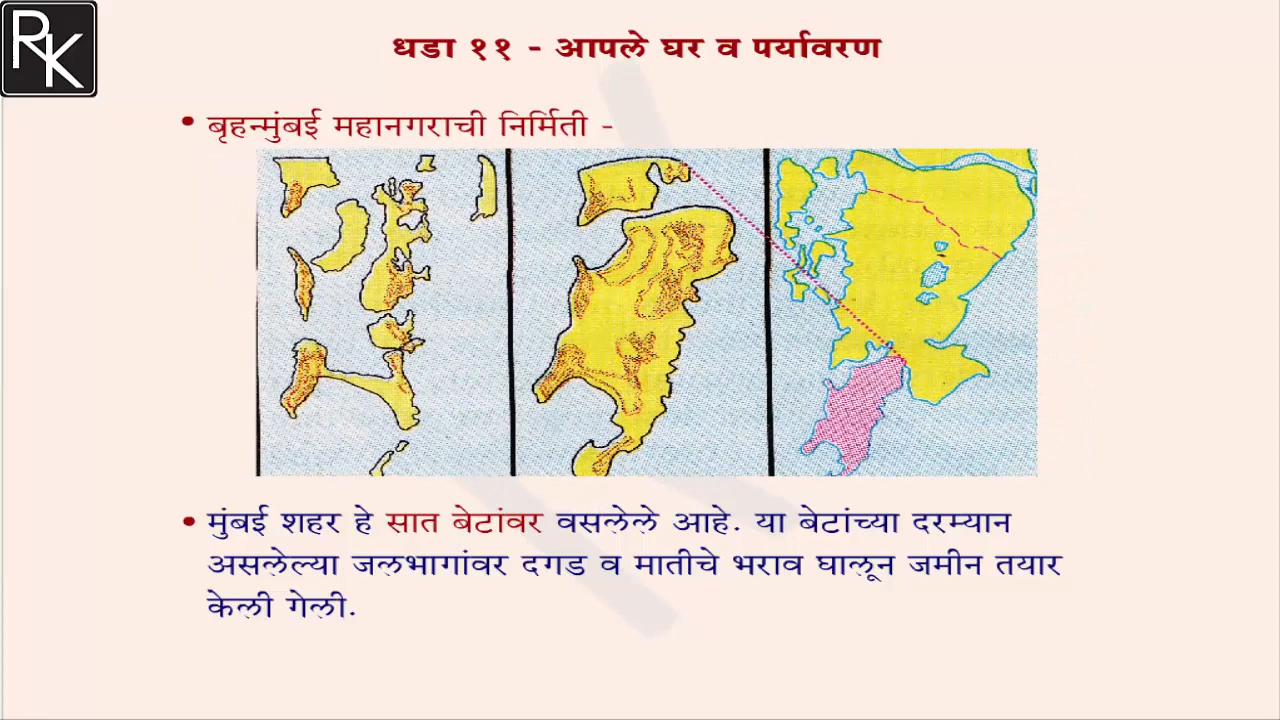 RK
धडा ११ - आपले घर व पर्यावरण
• बृहन्मुंबई महानगराची निर्मिती -
• मुंबई शहर हे सात बेटांवर वसलेले आहे. या बेटांच्या दरम्यान
असलेल्या जलभागांवर दगड व मातीचे भराव घालून जमीन तयार
केली गेली.